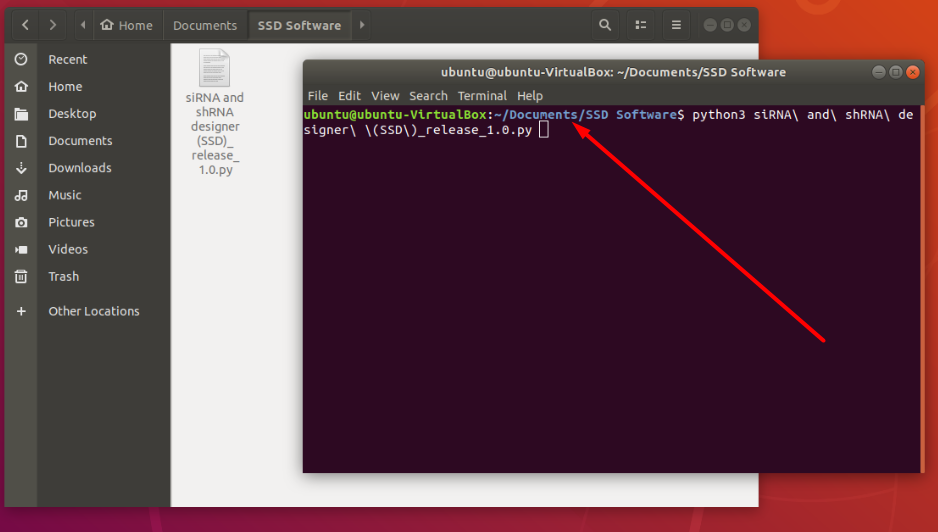 Home
Documents
SSD Software
Recent
Home
Desktop
Documents
Downloads
Music
Pictures
Videos
Trash
Other Locations
siRNA and
shRNA
designer
(SSD)_
release_
1.0.py
ubuntu@ubuntu-VirtualBox: ~/Documents/SSD Software
File Edit View Search Terminal Help
ubuntu@ubuntu-VirtualBox:~/Documents/SSD Software$ python3 siRNA\ and\ shRNA\ de
signer\ \(SSD\)_release_1.0.py